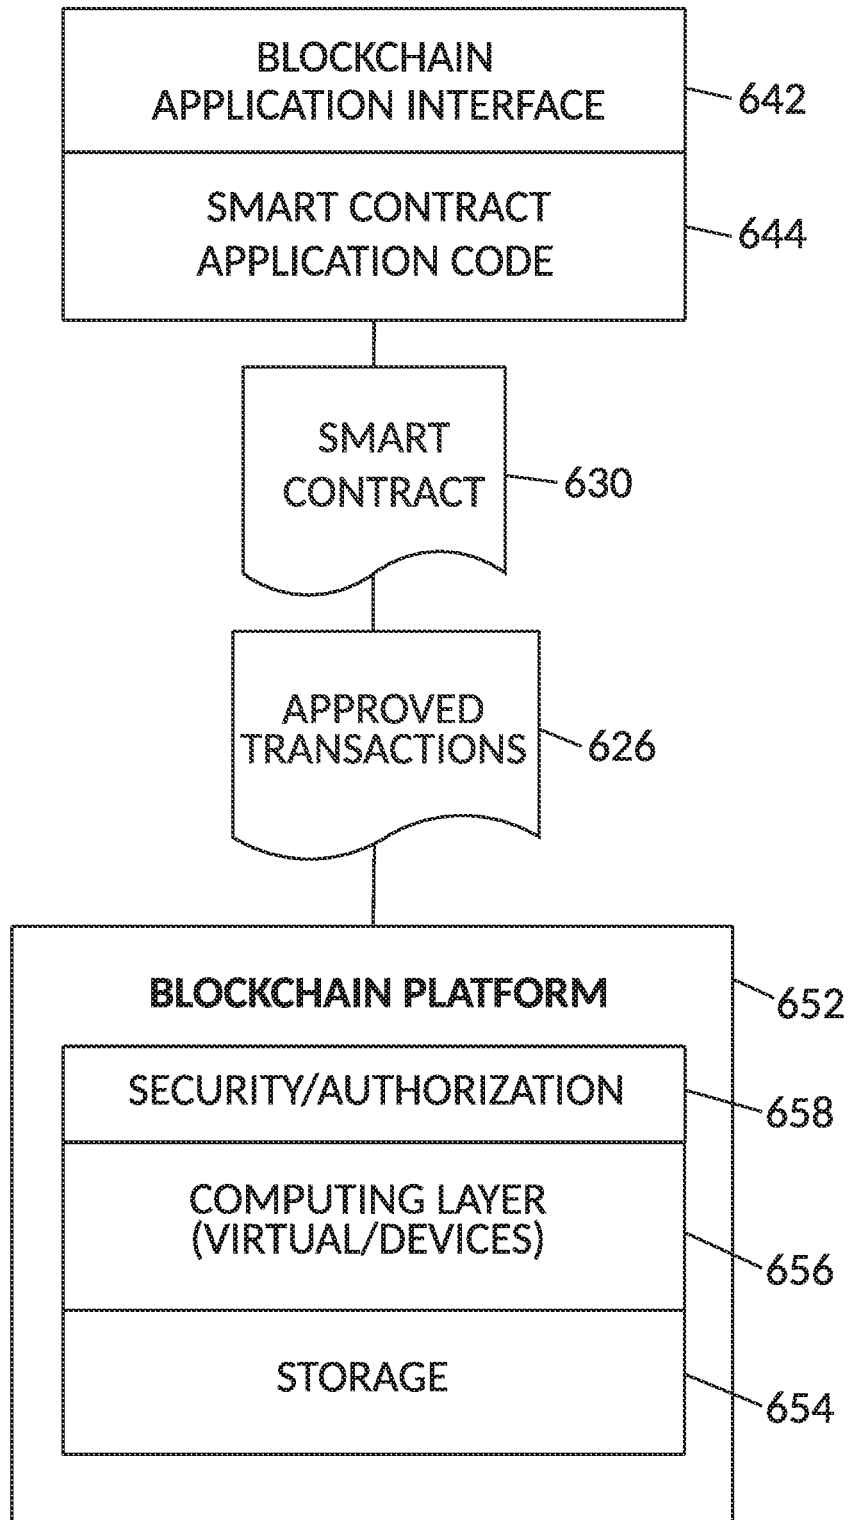 BLOCKCHAIN
APPLICATION INTERFACE
642
SMART CONTRACT
644
APPLICATION CODE
SMART
CONTRACT
630
APPROVED
TRANSACTIONS
626
BLOCKCHAIN PLATFORM
652
SECURITY/AUTHORIZATION
658
COMPUTING LAYER
(VIRTUAL/DEVICES)
656
STORAGE
654